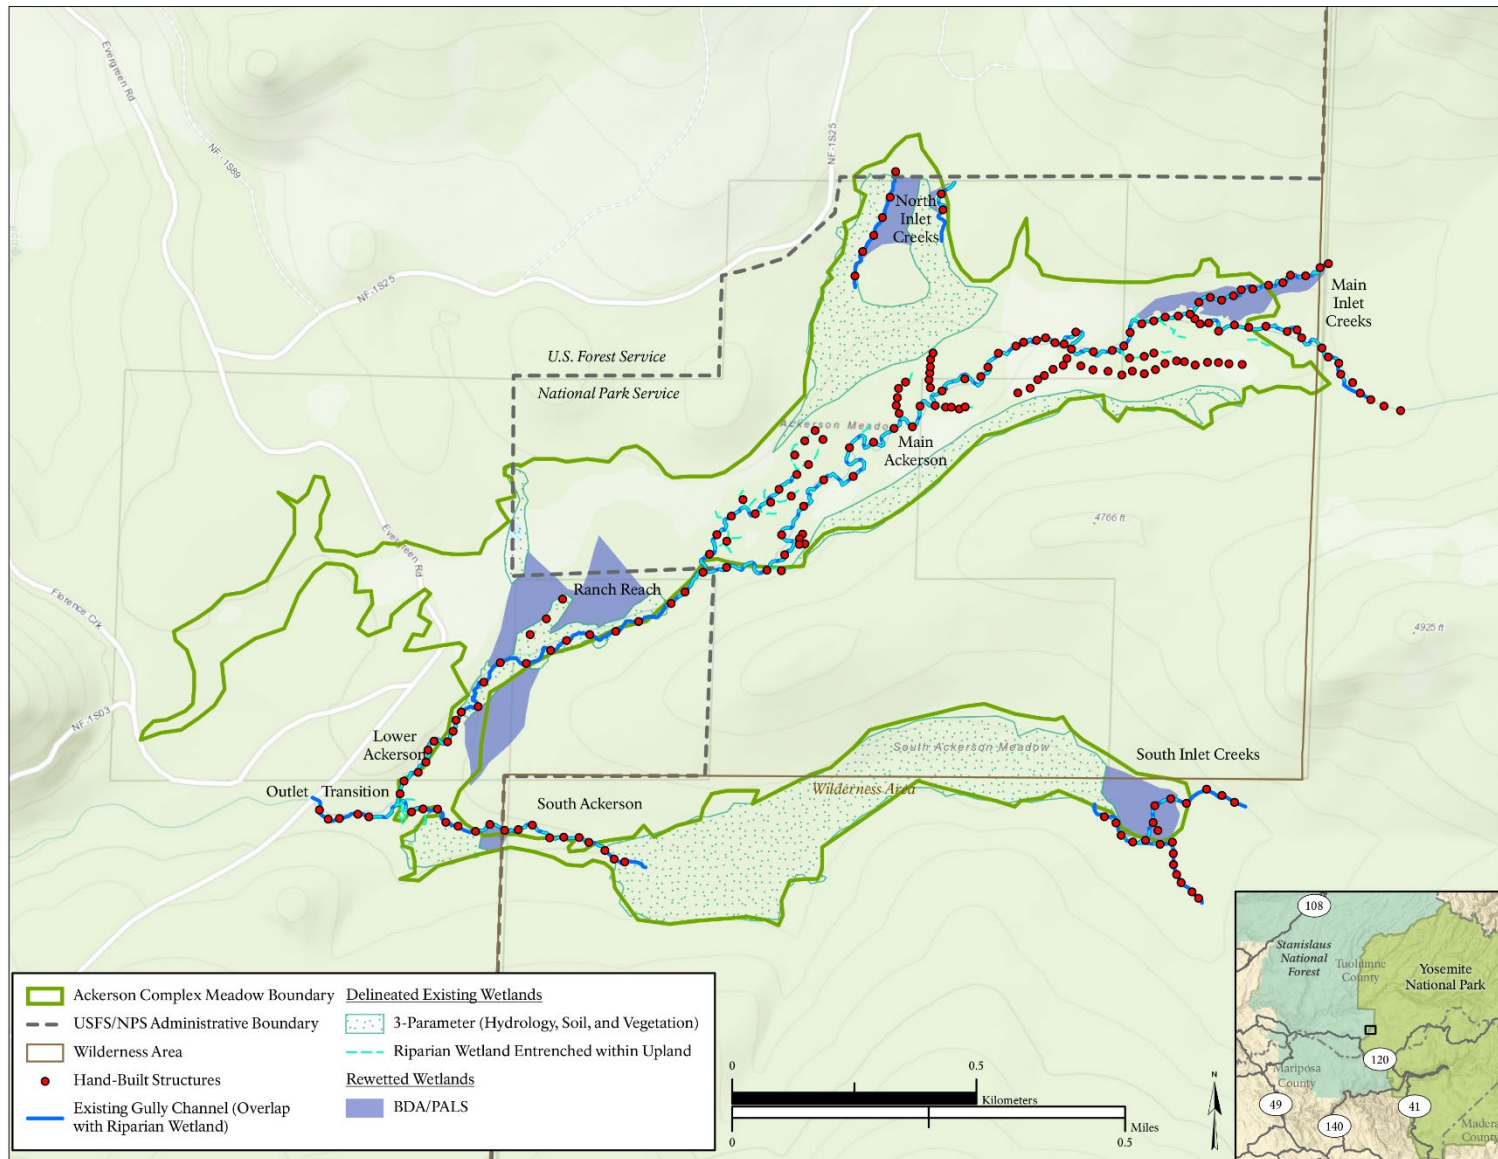 Evergreen Rd
NF-1S89
NF-1S25
NF-1S25
North
Inlet
Creeks
Main
Inlet
Creeks
U.S. Forest Service
National Park Service
Ackerson Meadow
Main
Ackerson
4766 ft
Evergreen Rd
Ranch Reach
Florence Crk
4925 ft
NF-1S03
Lower
Ackerson
South Ackerson Meadow
South Inlet Creeks
Outlet
Transition
South Ackerson
Wilderness Area
Ackerson Complex Meadow Boundary
USFS/NPS Administrative Boundary
Wilderness Area
Hand-Built Structures
Existing Gully Channel (Overlap
with Riparian Wetland)
Delineated Existing Wetlands
3-Parameter (Hydrology, Soil, and Vegetation)
Riparian Wetland Entrenched within Upland
Rewetted Wetlands
BDA/PALS
0
0.5
Kilometers
Miles
0
0.5
N
108
Stanislaus
National
Forest
Tuolumne
County
Yosemite
National Park
120
Mariposa
County
49
41
140
Madera
County